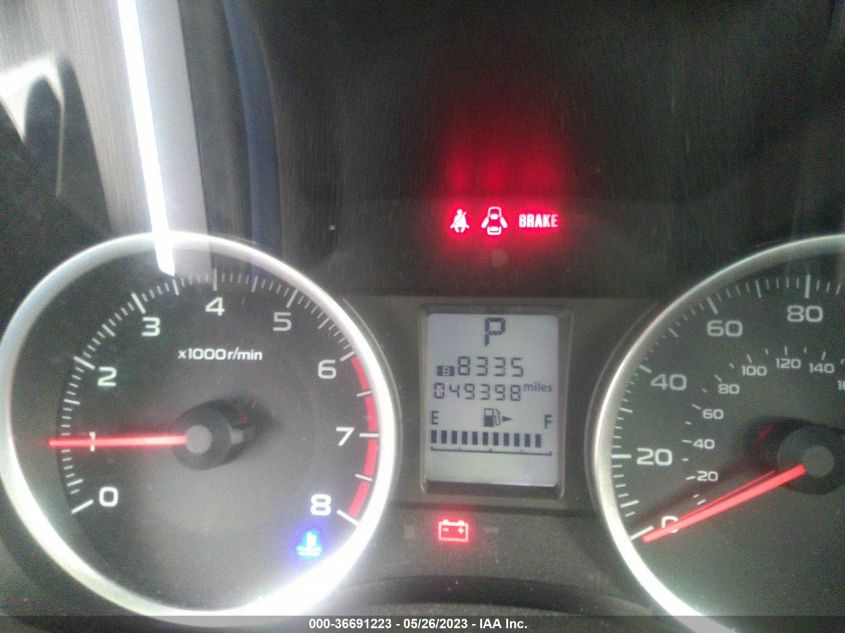 BRAKE
0 1 2 3 4 5 6 7 8
x1000r/min
P
B 8335
049398 miles
E F
0 20 40 60 80
20 40 60 80 100 120 140
000-36691223 - 05/26/2023 - IAA Inc.